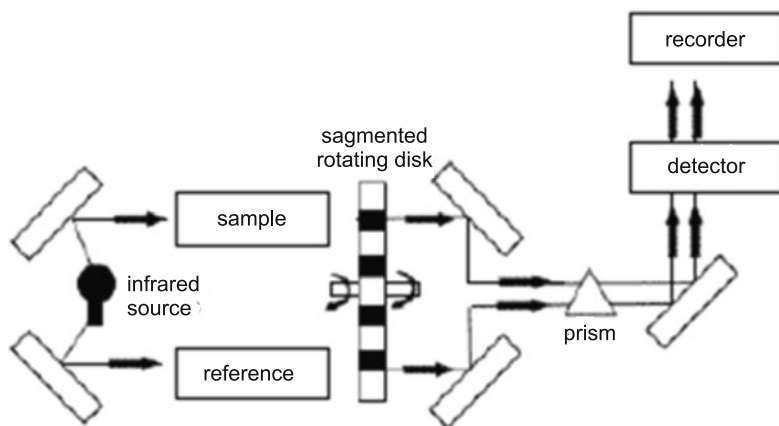 recorder
sagmented
rotating disk
detector
sample
infrared
source
prism
reference